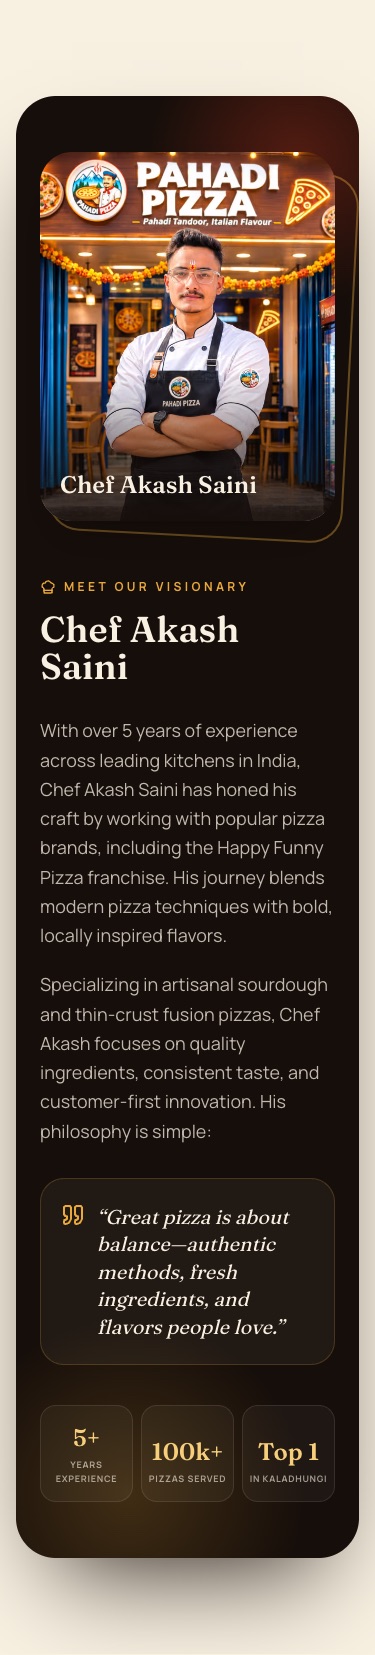 PAHADI
PIZZA
Pahadi Tandoor, Italian Flavour
PAHADI PIZZA
PAHADI PIZZA
Chef Akash Saini
MEET OUR VISIONARY
Chef Akash
Saini
With over 5 years of experience
across leading kitchens in India,
Chef Akash Saini has honed his
craft by working with popular pizza
brands, including the Happy Funny
Pizza franchise. His journey blends
modern pizza techniques with bold,
locally inspired flavors.
Specializing in artisanal sourdough
and thin-crust fusion pizzas, Chef
Akash focuses on quality
ingredients, consistent taste, and
customer-first innovation. His
philosophy is simple:
“Great pizza is about
balance—authentic
methods, fresh
ingredients, and
flavors people love.”
5+
YEARS
EXPERIENCE
100k+
PIZZAS SERVED
Top 1
IN KALADHUNGI